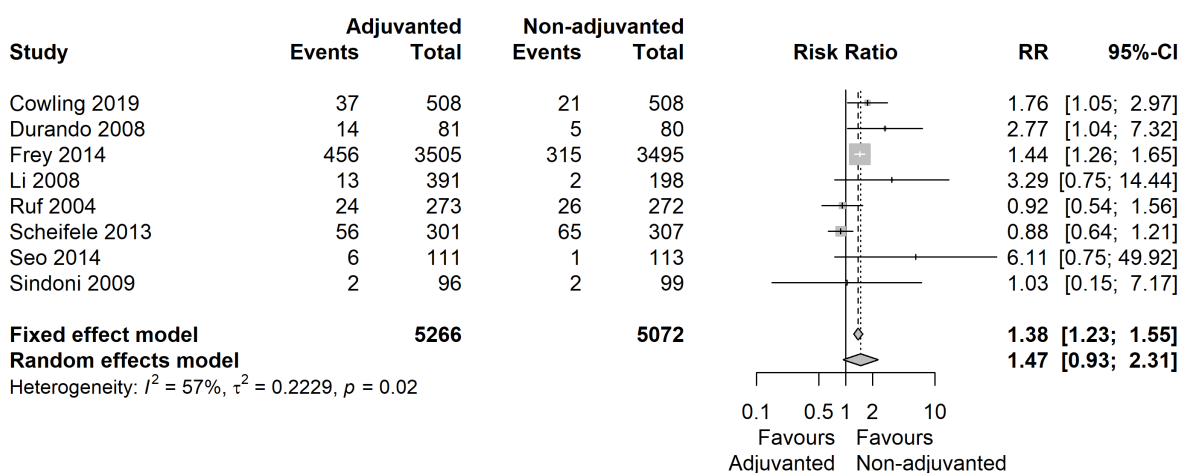 Adjuvanted Non-adjuvanted
Study Events Total Events Total Risk Ratio RR 95%-CI
Cowling 2019 37 508 21 508 1.76 [1.05; 2.97]
Durando 2008 14 81 5 80 2.77 [1.04; 7.32]
Frey 2014 456 3505 315 3495 1.44 [1.26; 1.65]
Li 2008 13 391 2 198 3.29 [0.75; 14.44]
Ruf 2004 24 273 26 272 0.92 [0.54; 1.56]
Scheifele 2013 56 301 65 307 0.88 [0.64; 1.21]
Seo 2014 6 111 1 113 6.11 [0.75; 49.92]
Sindoni 2009 2 96 2 99 1.03 [0.15; 7.17]
Fixed effect model 5266 5072 1.38 [1.23; 1.55]
Random effects model 1.47 [0.93; 2.31]
Heterogeneity: I² = 57%, τ² = 0.2229, p = 0.02
0.1 0.5 1 2 10
Favours Favours
Adjuvanted Non-adjuvanted